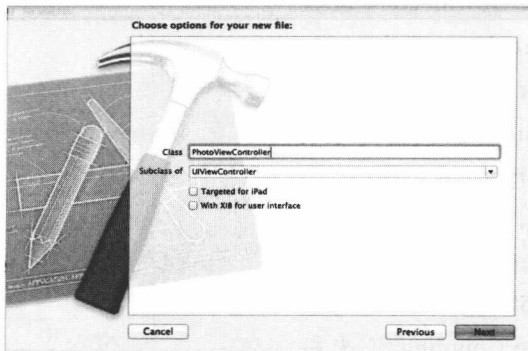 Choose options for your new file:
Class PhotoViewController
Subclass of UIViewController
Targeted for iPad
With XIB for user interface
Cancel Previous Next